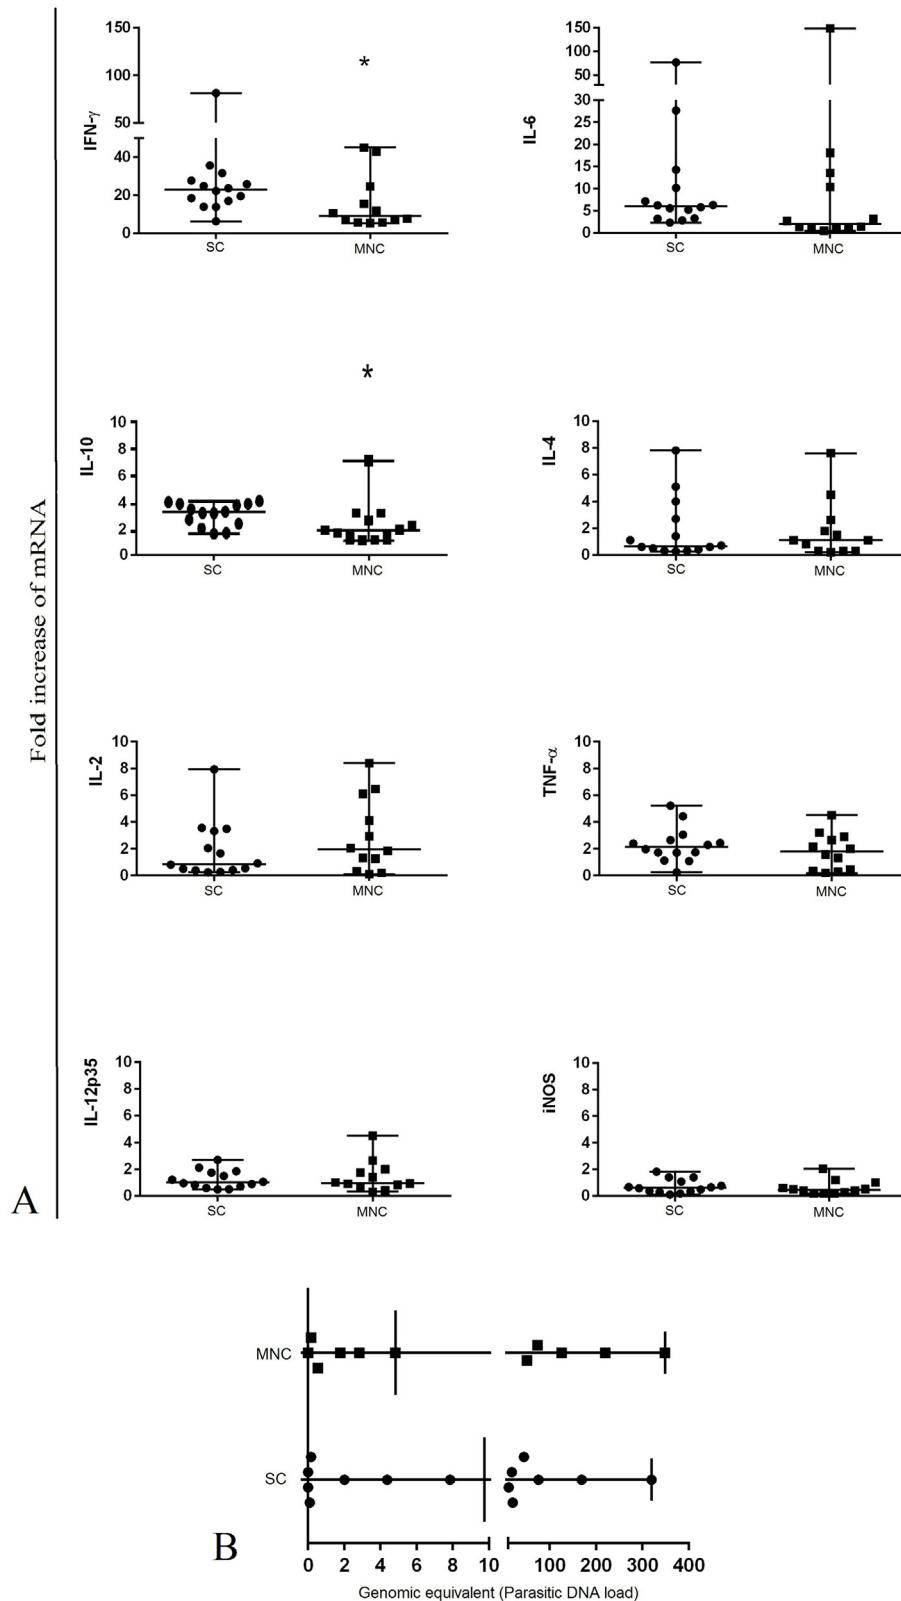 Fold increase of mRNA
A
IFN-γ
150
100
50
40
20
0
SC
MNC
*
IL-6
150
100
50
30
25
20
15
10
5
0
SC
MNC
IL-10
10
8
6
4
2
0
SC
MNC
*
IL-4
10
8
6
4
2
0
SC
MNC
IL-2
10
8
6
4
2
0
SC
MNC
TNF-α
10
8
6
4
2
0
SC
MNC
IL-12p35
10
8
6
4
2
0
SC
MNC
iNOS
10
8
6
4
2
0
SC
MNC
B
MNC
SC
0 2 4 6 8 10 100 200 300 400
Genomic equivalent (Parasitic DNA load)